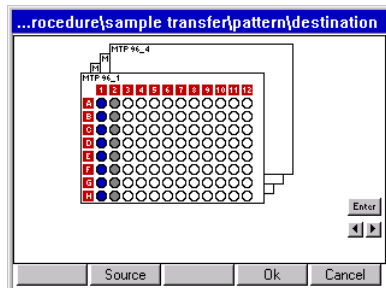 ...rocedure\sample transfer\pattern\destination
MTP 96_4
M
M
MTP 96_1
1 2 3 4 5 6 7 8 9 10 11 12
A
B
C
D
E
F
G
H
Enter
Source Ok Cancel